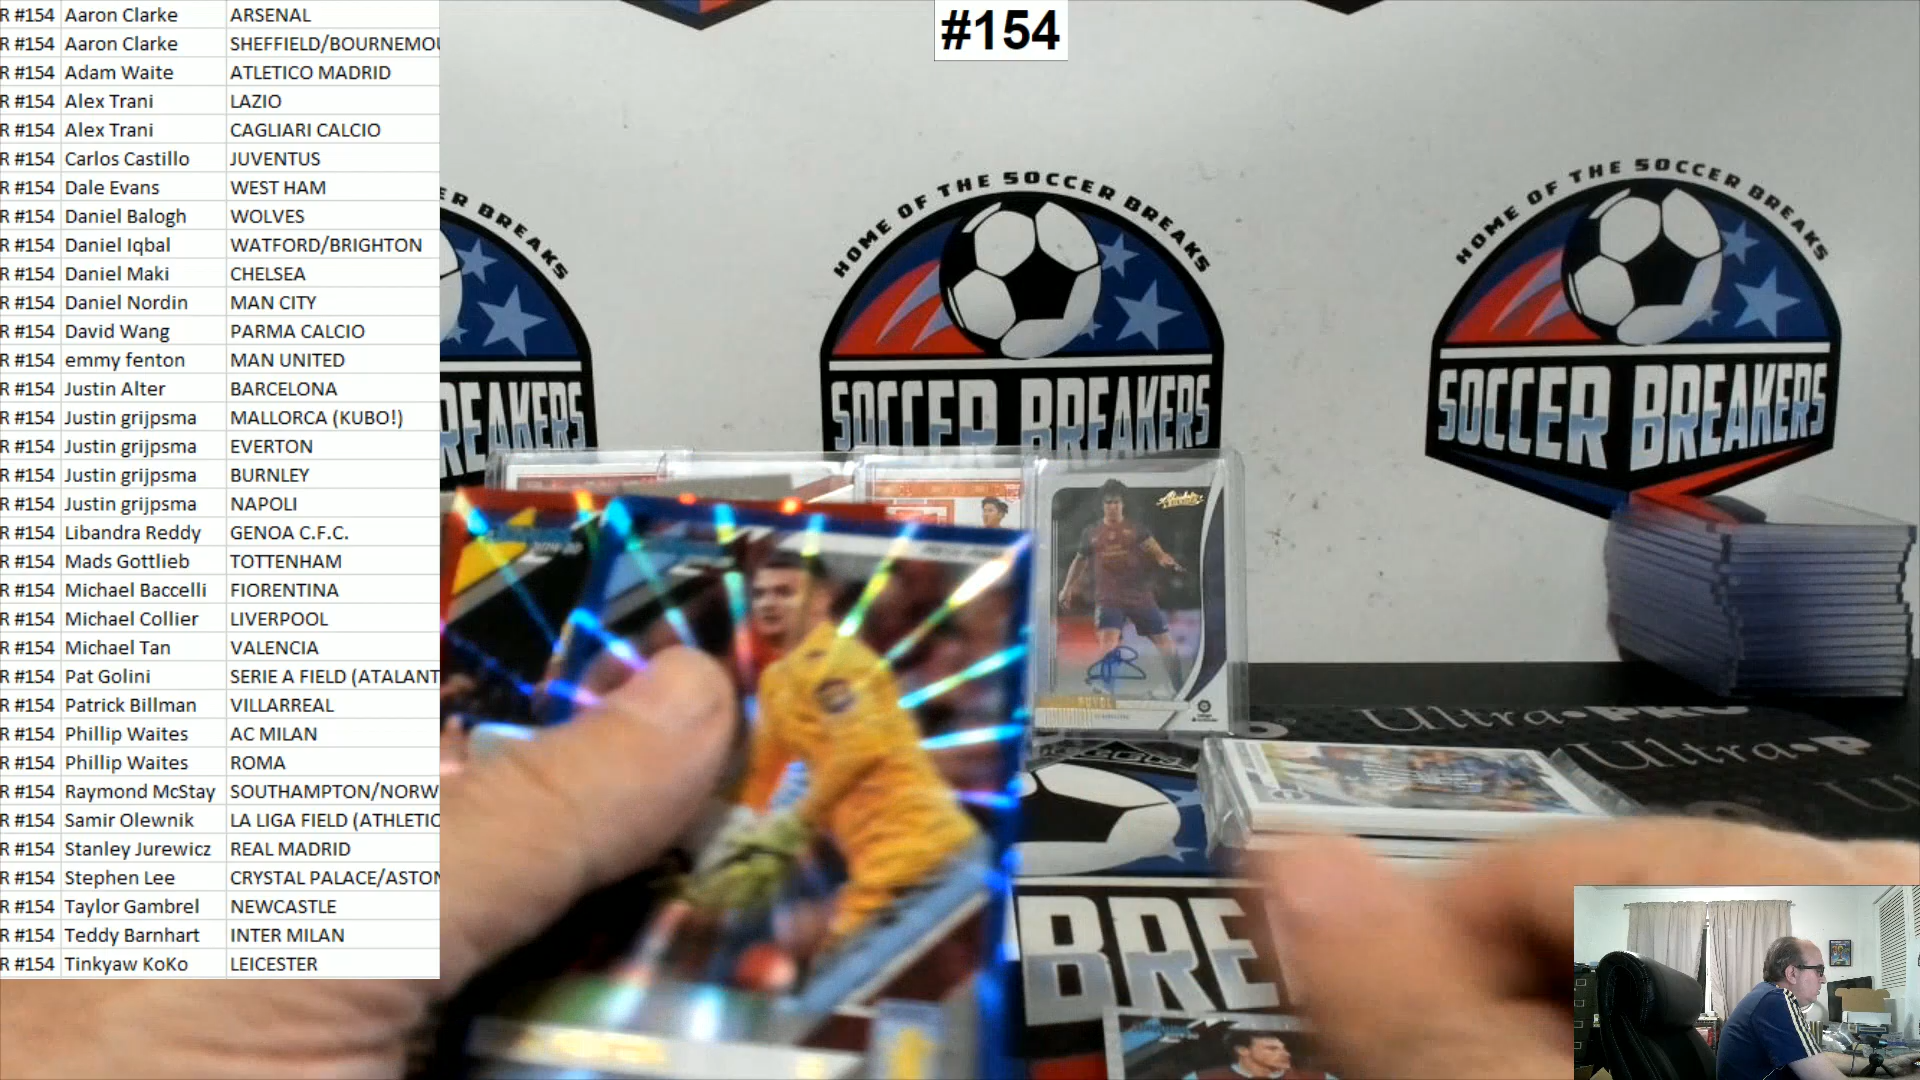 R #154 Aaron Clarke ARSENAL
R #154 Aaron Clarke SHEFFIELD/BOURNEMOU
R #154 Adam Waite ATLETICO MADRID
R #154 Alex Trani LAZIO
R #154 Alex Trani CAGLIARI CALCIO
R #154 Carlos Castillo JUVENTUS
R #154 Dale Evans WEST HAM
R #154 Daniel Balogh WOLVES
R #154 Daniel Iqbal WATFORD/BRIGHTON
R #154 Daniel Maki CHELSEA
R #154 Daniel Nordin MAN CITY
R #154 David Wang PARMA CALCIO
R #154 emmy fenton MAN UNITED
R #154 Justin Alter BARCELONA
R #154 Justin grijpsma MALLORCA (KUBO!)
R #154 Justin grijpsma EVERTON
R #154 Justin grijpsma BURNLEY
R #154 Justin grijpsma NAPOLI
R #154 Libandra Reddy GENOA C.F.C.
R #154 Mads Gottlieb TOTTENHAM
R #154 Michael Baccelli FIORENTINA
R #154 Michael Collier LIVERPOOL
R #154 Michael Tan VALENCIA
R #154 Pat Golini SERIE A FIELD (ATALANT
R #154 Patrick Billman VILLARREAL
R #154 Phillip Waites AC MILAN
R #154 Phillip Waites ROMA
R #154 Raymond McStay SOUTHAMPTON/NORW
R #154 Samir Olewnik LA LIGA FIELD (ATHLETIC
R #154 Stanley Jurewicz REAL MADRID
R #154 Stephen Lee CRYSTAL PALACE/ASTON
R #154 Taylor Gambrel NEWCASTLE
R #154 Teddy Barnhart INTER MILAN
R #154 Tinkyaw KoKo LEICESTER
#154
ER BREAKS
REAKERS
HOME OF THE SOCCER BREAKS
SOCCER BREAKERS
HOME OF THE SOCCER BREAKS
SOCCER BREAKERS
Absolute
PUYOL
Ultra•PRO
Ultra•P
Ul
BRE